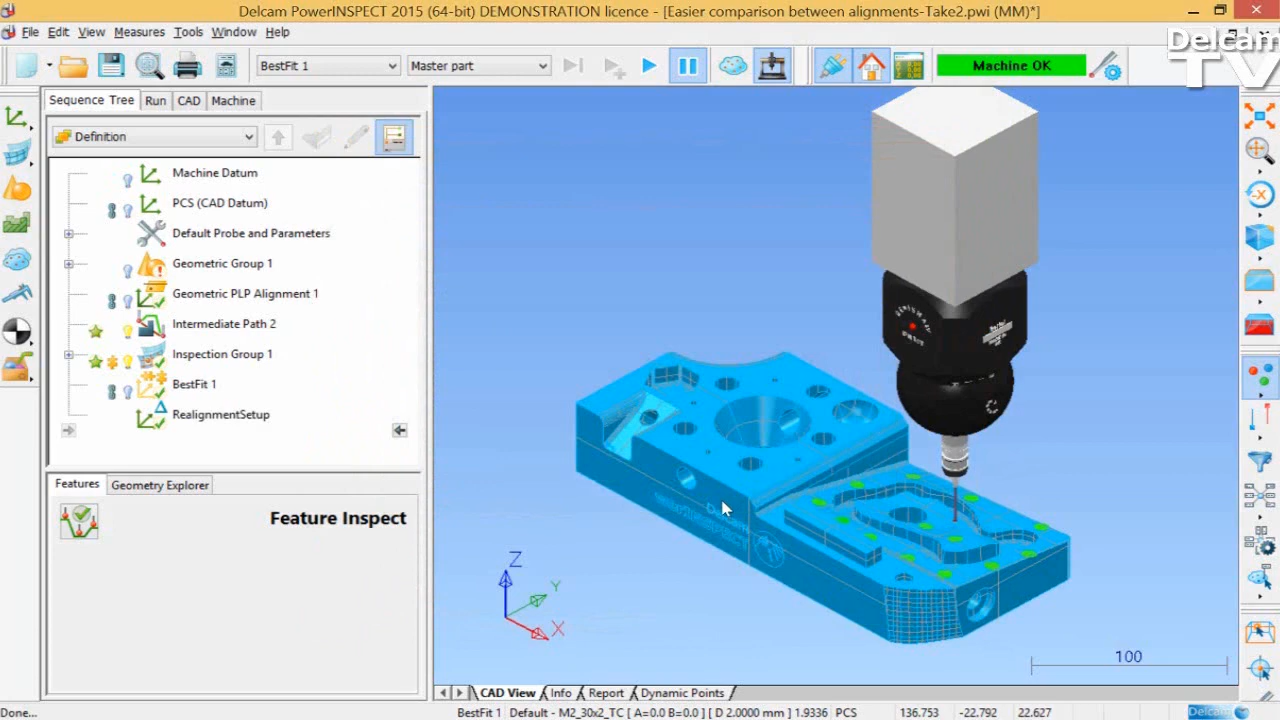 Delcam PowerINSPECT 2015 (64-bit) DEMONSTRATION licence - [Easier comparison between alignments-Take2.pwi (MM)*]
File Edit View Measures Tools Window Help
Delcam
TV
BestFit 1 Master part Machine OK
Sequence Tree Run CAD Machine
Definition
Machine Datum
PCS (CAD Datum)
Default Probe and Parameters
Geometric Group 1
Geometric PLP Alignment 1
Intermediate Path 2
Inspection Group 1
BestFit 1
RealignmentSetup
Features Geometry Explorer
Feature Inspect
Delcam
Z
Y
X
100
CAD View Info Report Dynamic Points
Done... BestFit 1 Default - M2_30x2_TC [ A=0.0 B=0.0 ] [ D 2.0000 mm ] 1.9336 PCS 136.753 -22.792 22.627 Delcam